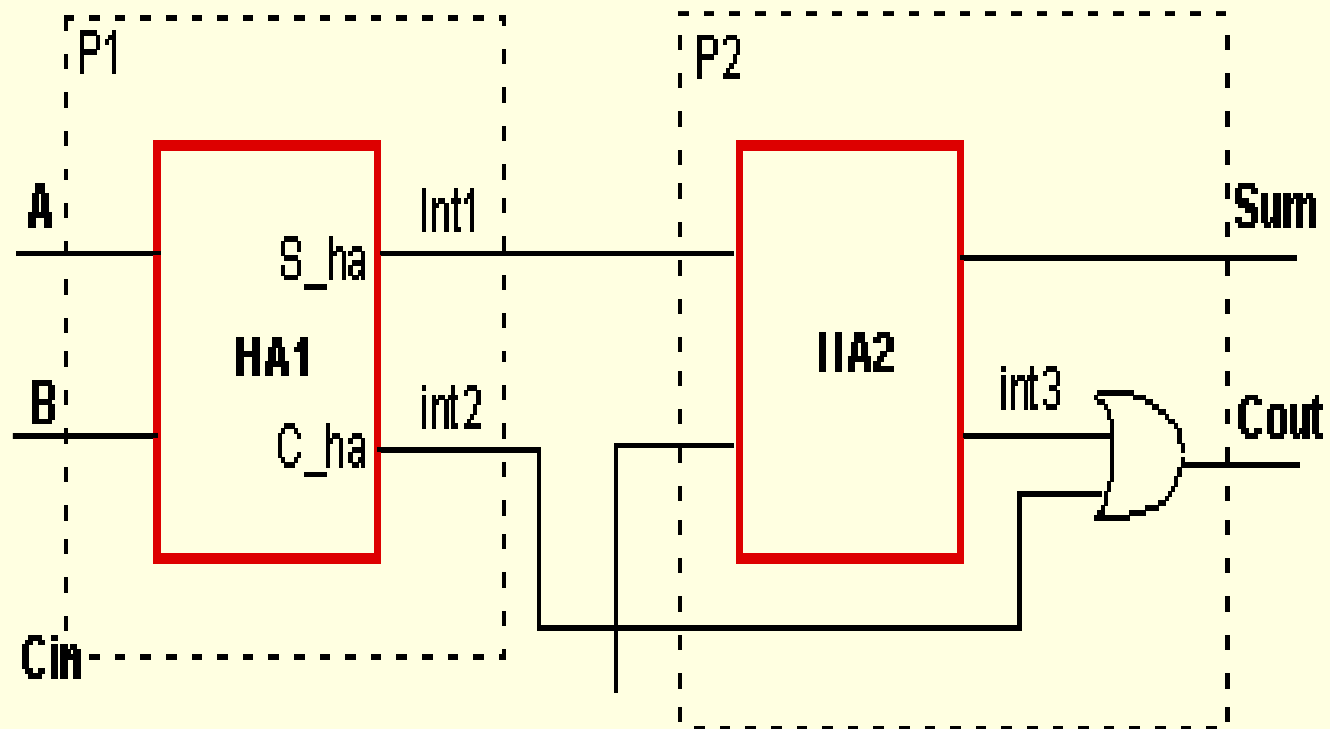 P1
P2
A
Int1
Sum
S_ha
HA1
IIA2
B
int2
int3
Cout
C_ha
Cin